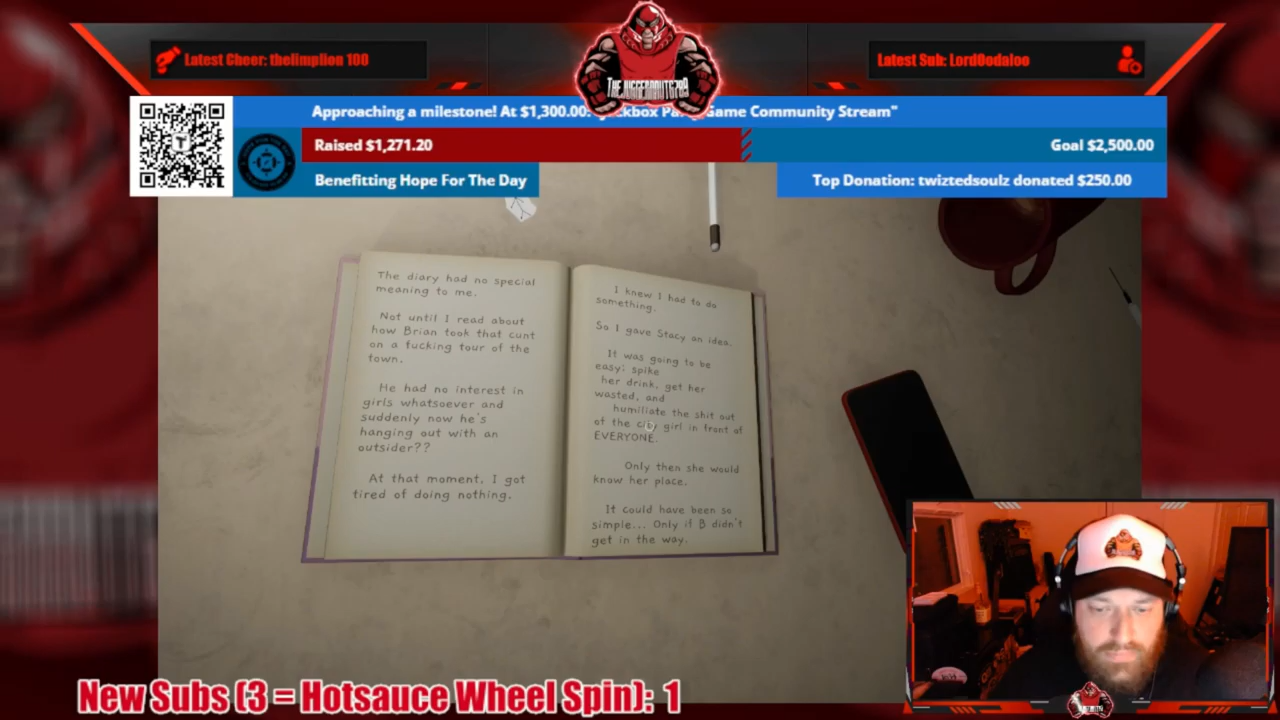 Latest Cheer: thelimplion 100
THEJUGGERNAUT6789
Latest Sub: LordOodaloo
Approaching a milestone! At $1,300.00: Game Community Stream"
Raised $1,271.20
Goal $2,500.00
Benefitting Hope For The Day
Top Donation: twiztedsoulz donated $250.00
The diary had no special
meaning to me.
Not until I read about
how Brian took that cunt
on a fucking tour of the
town.
He had no interest in
girls whatsoever and
suddenly now he's
hanging out with an
outsider??
At that moment, I got
tired of doing nothing.
I knew I had to do
something.
So I gave Stacy an idea.
It was going to be
easy: spike
her drink, get her
wasted, and
humiliate the shit out
of the city girl in front of
EVERYONE.
Only then she would
know her place.
It could have been so
simple... Only if B didn't
get in the way.
New Subs (3 = Hotsauce Wheel Spin): 1